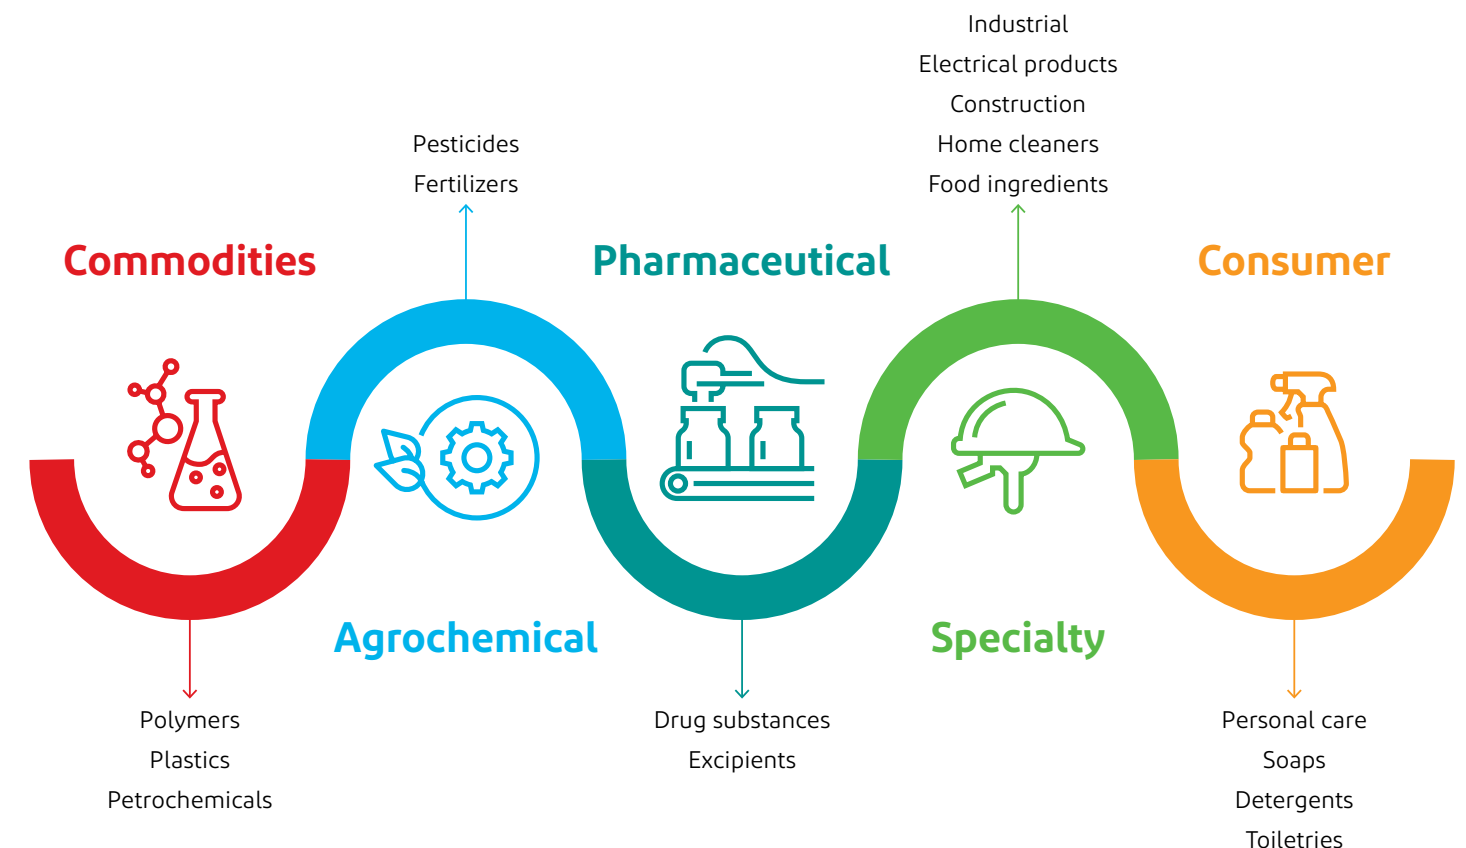 Commodities
Polymers
Plastics
Petrochemicals
Pesticides
Fertilizers
Agrochemical
Pharmaceutical
Drug substances
Excipients
Industrial
Electrical products
Construction
Home cleaners
Food ingredients
Specialty
Consumer
Personal care
Soaps
Detergents
Toiletries